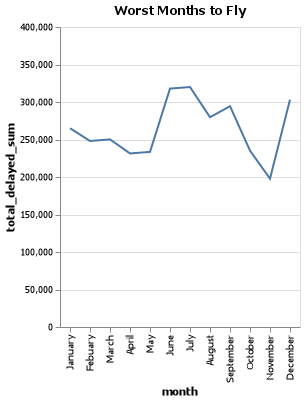 Worst Months to Fly
400,000
350,000
300,000
250,000
200,000
150,000
100,000
50,000
0
total_delayed_sum
January
Febuary
March
April
May
June
July
August
September
October
November
December
month